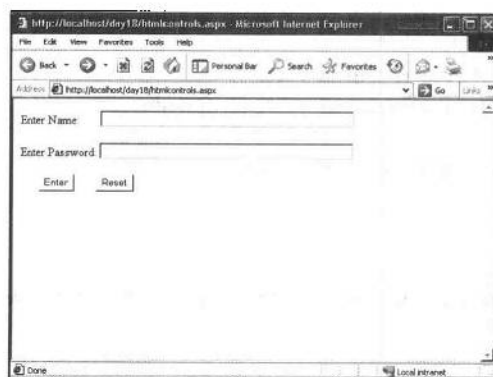 http://localhost/day18/htmlcontrols.aspx - Microsoft Internet Explorer
File Edit View Favorites Tools Help
Back Personal Bar Search Favorites
Address http://localhost/day18/htmlcontrols.aspx Go Links
Enter Name
Enter Password
Enter Reset
Done Local intranet